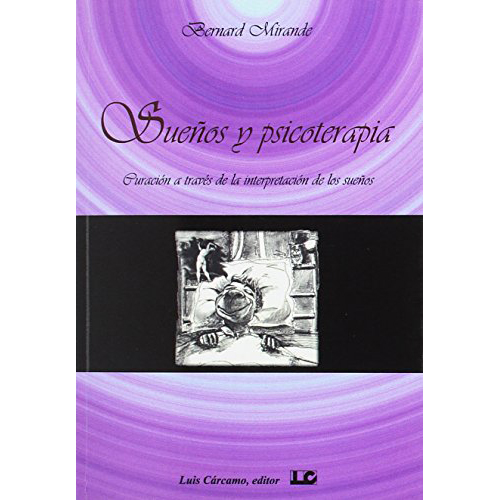 Bernard Mirande
Sueños y psicoterapia
Curación a través de la interpretación de los sueños
Luis Cárcamo, editor
LC